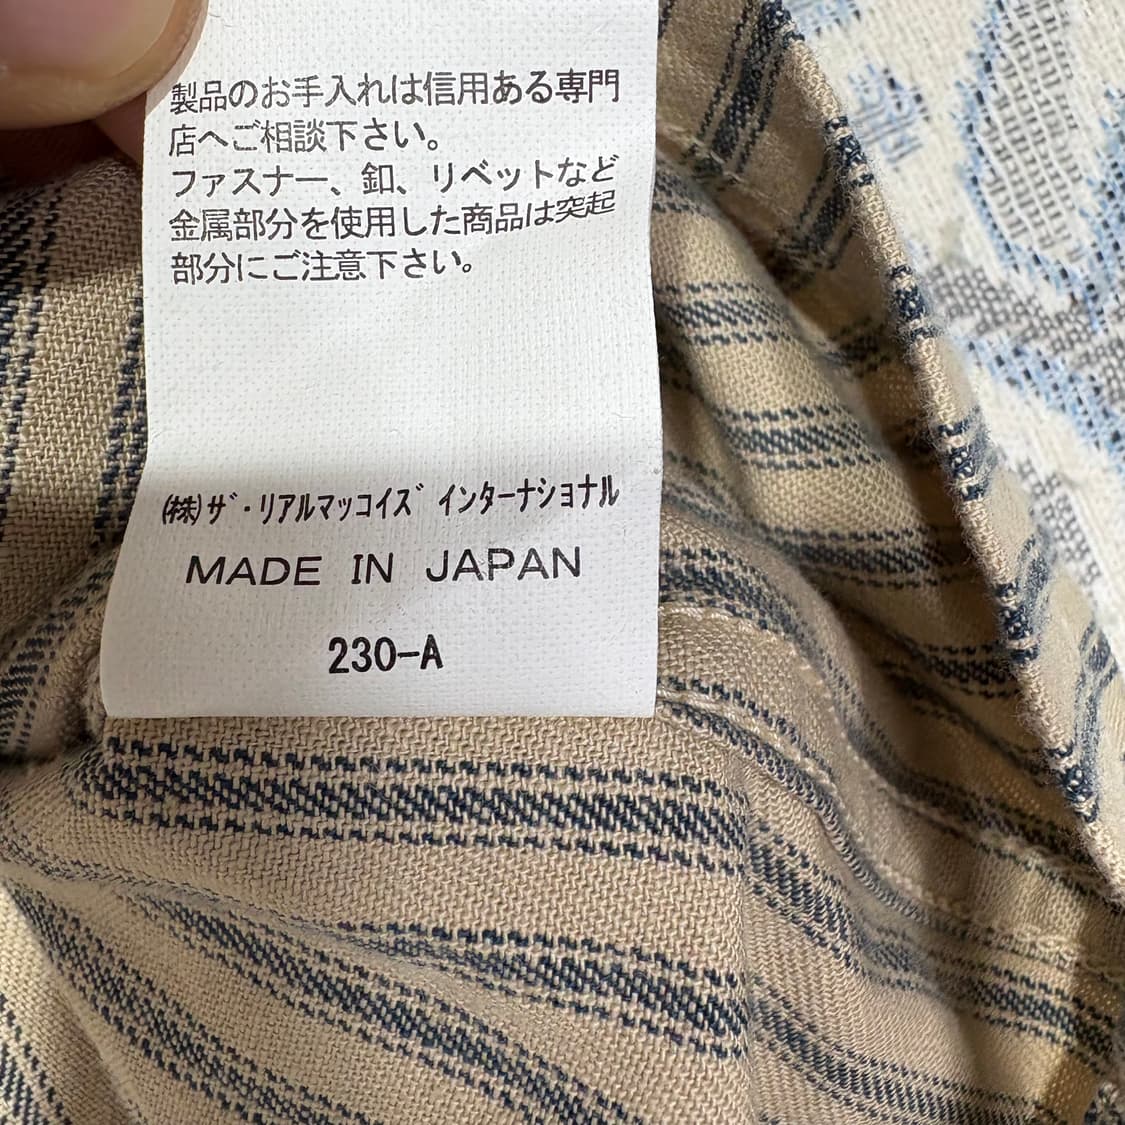 製品のお手入れは信用ある専門
店へご相談下さい。
ファスナー、釦、リベットなど
金属部分を使用した商品は突起
部分にご注意下さい。
㈱ザ・リアルマッコイズ インターナショナル
MADE IN JAPAN
230-A